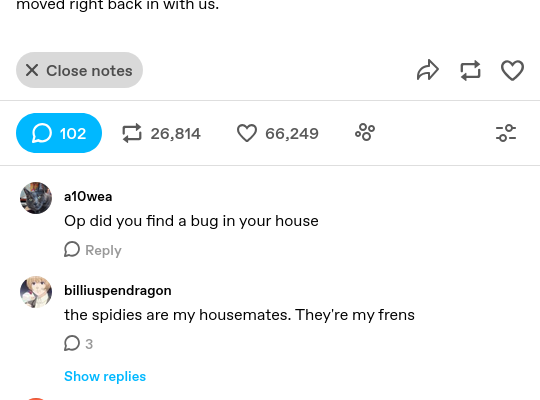 moved right back in with us.
Close notes
102
26,814
66,249
a10wea
Op did you find a bug in your house
Reply
billiuspendragon
the spidies are my housemates. They're my frens
3
Show replies